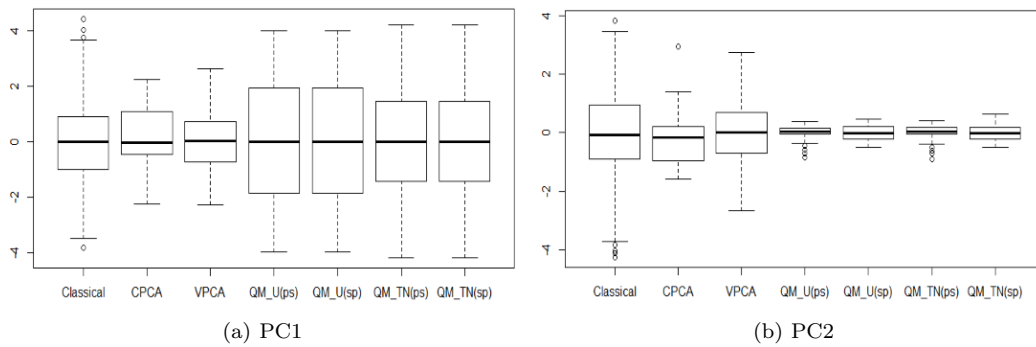 4
2
0
-2
-4
Classical CPCA VPCA QM_U(ps) QM_U(sp) QM_TN(ps) QM_TN(sp)
(a) PC1
4
2
0
-2
-4
Classical CPCA VPCA QM_U(ps) QM_U(sp) QM_TN(ps) QM_TN(sp)
(b) PC2